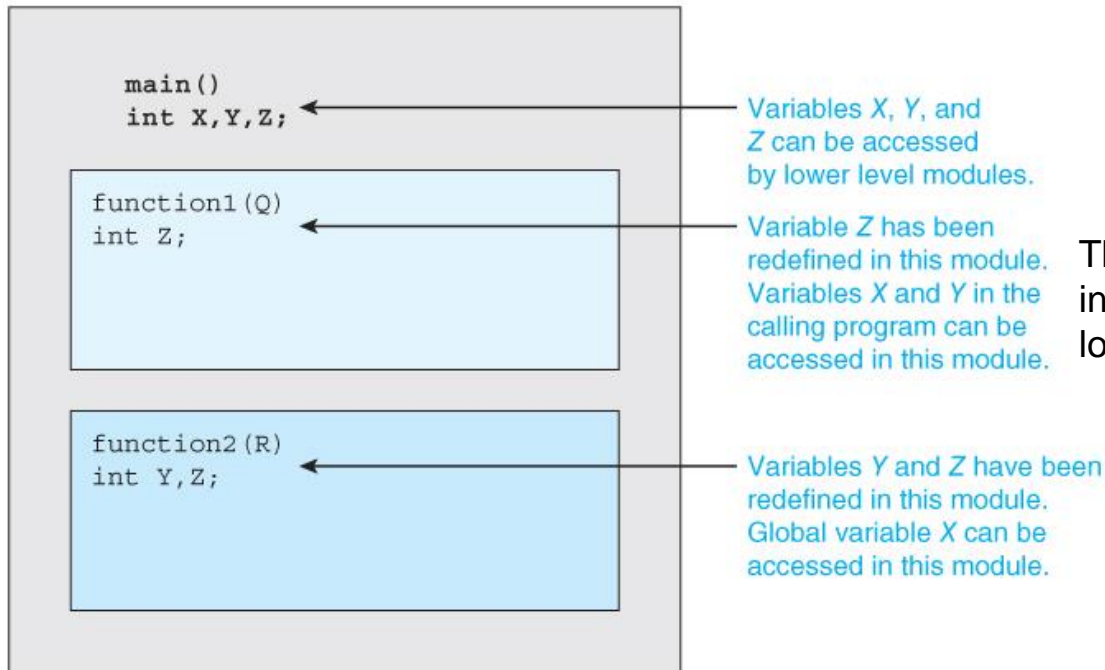 main()
int X,Y,Z;
Variables X, Y, and
Z can be accessed
by lower level modules.
function1(Q)
int Z;
Variable Z has been
redefined in this module.
Variables X and Y in the
calling program can be
accessed in this module.
in
lo
function2(R)
int Y,Z;
Variables Y and Z have been
redefined in this module.
Global variable X can be
accessed in this module.